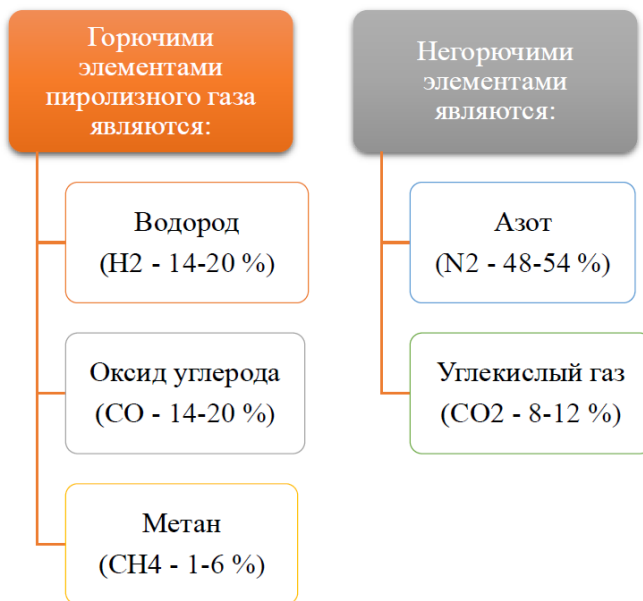 Горючими
элементами
пиролизного газа
являются:
Водород
(H2 - 14-20 %)
Оксид углерода
(CO - 14-20 %)
Метан
(CH4 - 1-6 %)
Негорючими
элементами
являются:
Азот
(N2 - 48-54 %)
Углекислый газ
(CO2 - 8-12 %)